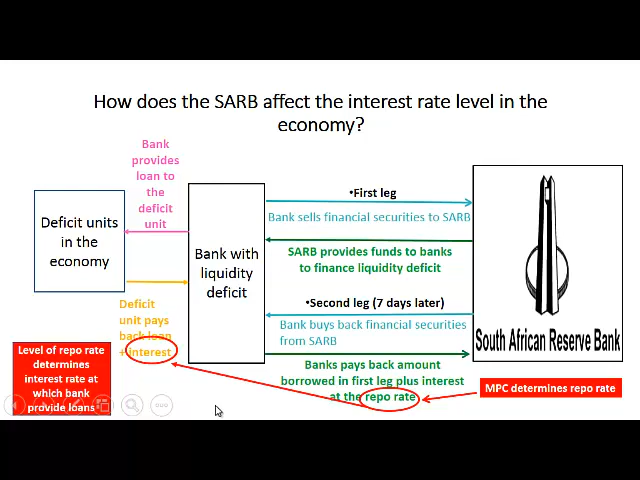 How does the SARB affect the interest rate level in the
economy?
Bank
provides
loan to
the
deficit
unit
•First leg
Bank sells financial securities to SARB
Deficit units
in the
economy
Bank with
liquidity
deficit
SARB provides funds to banks
to finance liquidity deficit
•Second leg (7 days later)
Deficit
unit pays
back loan
+ interest
Bank buys back financial securities
from SARB
South African Reserve Bank
Level of repo rate
determines
interest rate at
which bank
provide loans
Banks pays back amount
borrowed in first leg plus interest
at the repo rate
MPC determines repo rate